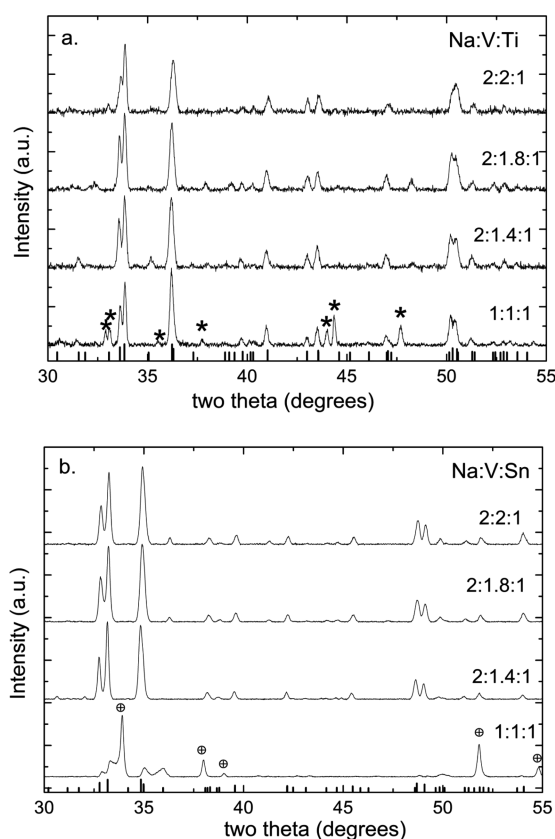 a.
Na:V:Ti
2:2:1
2:1.8:1
2:1.4:1
1:1:1
* * * * * * *
Intensity (a.u.)
30 35 40 45 50 55
two theta (degrees)
b.
Na:V:Sn
2:2:1
2:1.8:1
2:1.4:1
1:1:1
⊕ ⊕ ⊕ ⊕ ⊕
Intensity (a.u.)
30 35 40 45 50 55
two theta (degrees)